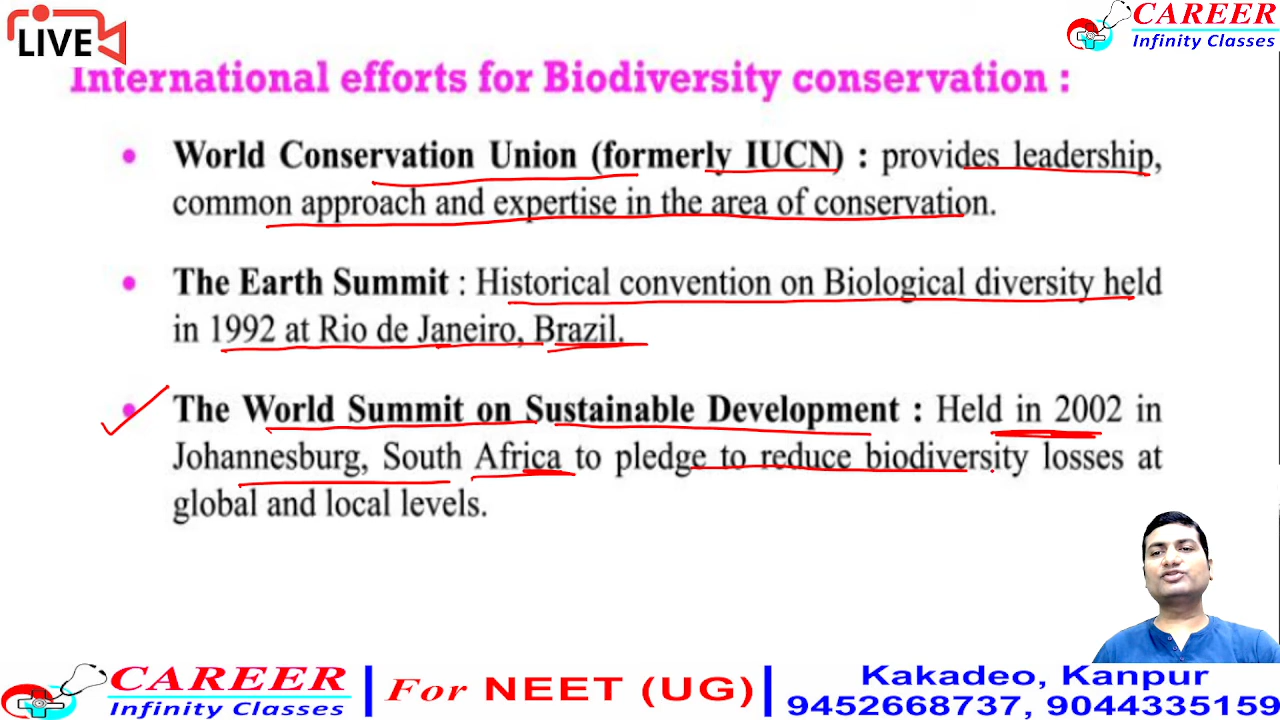 LIVE
CAREER
Infinity Classes
International efforts for Biodiversity conservation :
• World Conservation Union (formerly IUCN) : provides leadership,
common approach and expertise in the area of conservation.
• The Earth Summit : Historical convention on Biological diversity held
in 1992 at Rio de Janeiro, Brazil.
• The World Summit on Sustainable Development : Held in 2002 in
Johannesburg, South Africa to pledge to reduce biodiversity losses at
global and local levels.
CAREER
Infinity Classes
For NEET (UG)
Kakadeo, Kanpur
9452668737, 9044335159